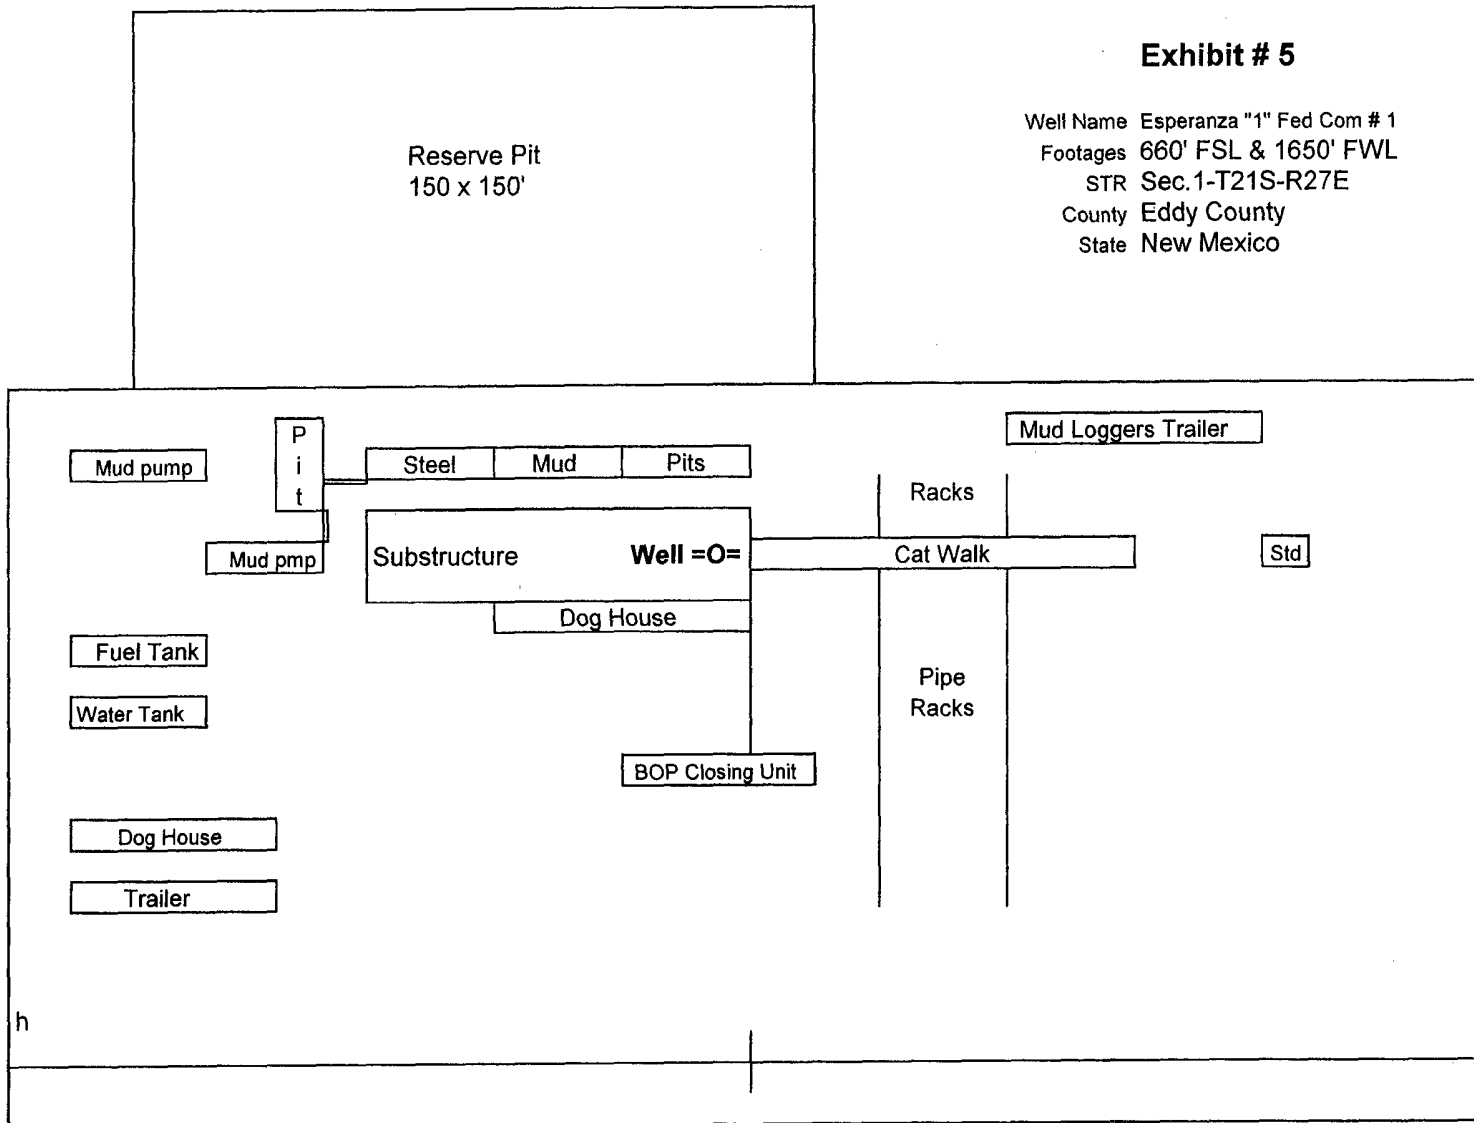 Exhibit # 5
Well Name Esperanza "1" Fed Com # 1
Footages 660' FSL & 1650' FWL
STR Sec.1-T21S-R27E
County Eddy County
State New Mexico
Reserve Pit
150 x 150'
Mud Loggers Trailer
Pit
Mud pump
Steel Mud Pits
Racks
Mud pmp
Substructure
Well =O=
Cat Walk
Std
Dog House
Fuel Tank
Pipe
Racks
Water Tank
BOP Closing Unit
Dog House
Trailer
h